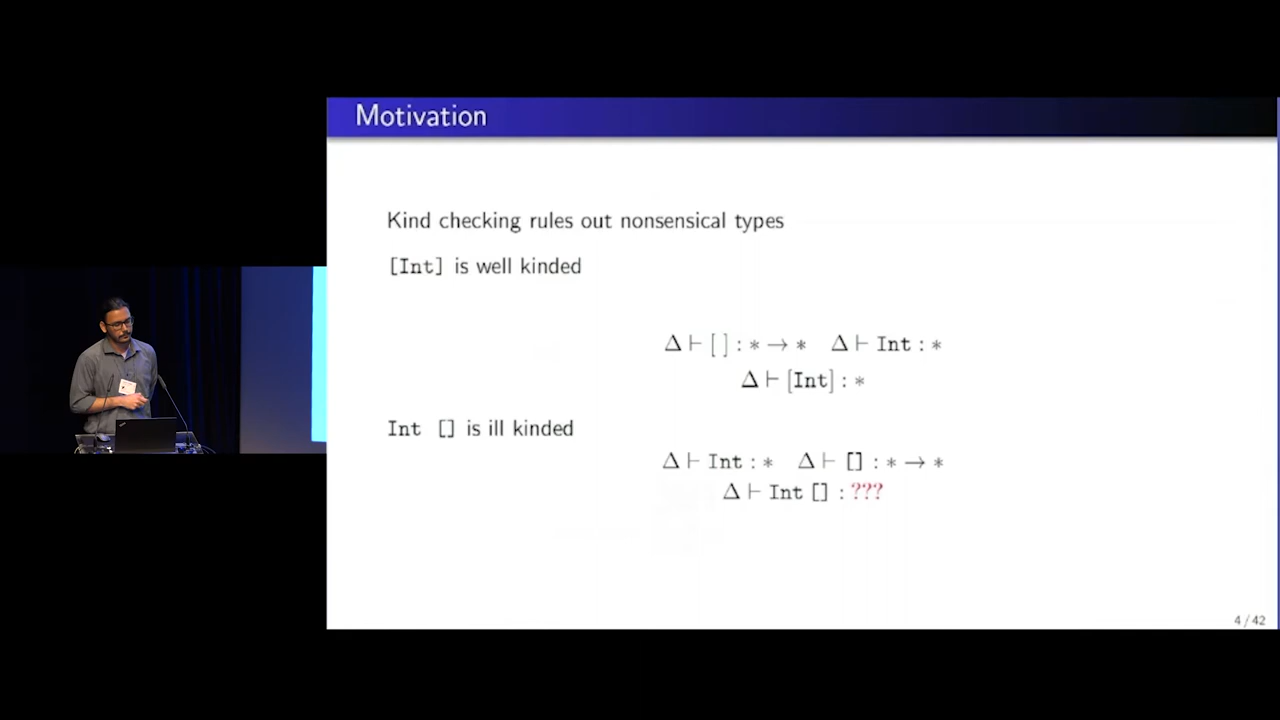 Motivation
Kind checking rules out nonsensical types
[Int] is well kinded
Δ ⊢ [ ] : ∗ → ∗ Δ ⊢ Int : ∗
Δ ⊢ [Int] : ∗
Int [] is ill kinded
Δ ⊢ Int : ∗ Δ ⊢ [] : ∗ → ∗
Δ ⊢ Int [] : ???
4 / 42